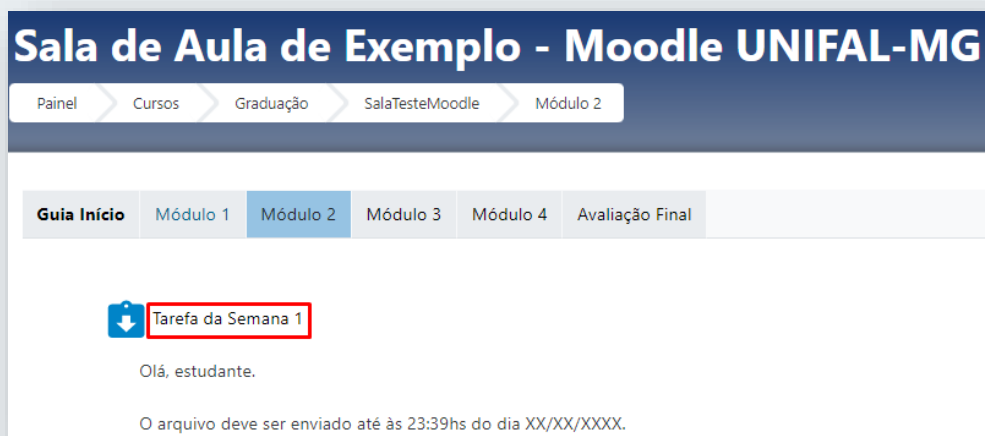 Sala de Aula de Exemplo - Moodle UNIFAL-MG
Painel Cursos Graduação SalaTesteMoodle Módulo 2
Guia Início Módulo 1 Módulo 2 Módulo 3 Módulo 4 Avaliação Final
Tarefa da Semana 1
Olá, estudante.
O arquivo deve ser enviado até às 23:39hs do dia XX/XX/XXXX.